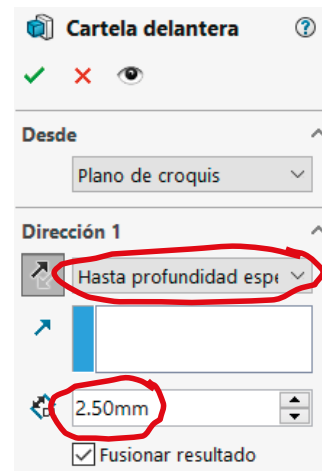 Cartela delantera
Desde
Plano de croquis
Dirección 1
Hasta profundidad espe
2.50mm
Fusionar resultado